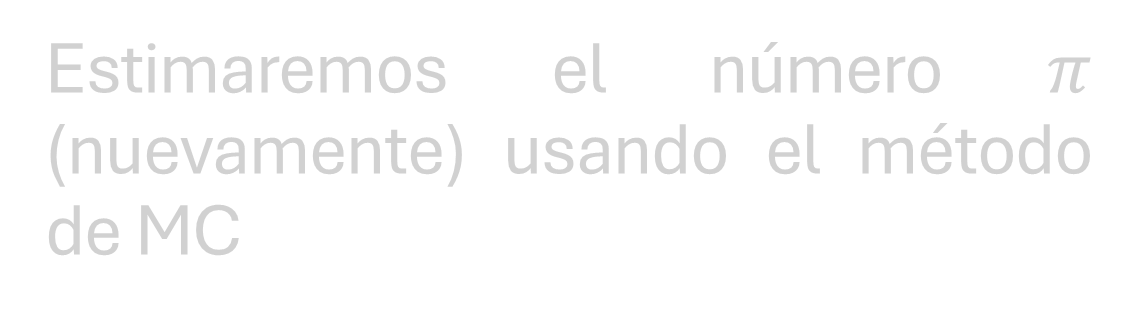 Estimaremos el número π
(nuevamente) usando el método
de MC